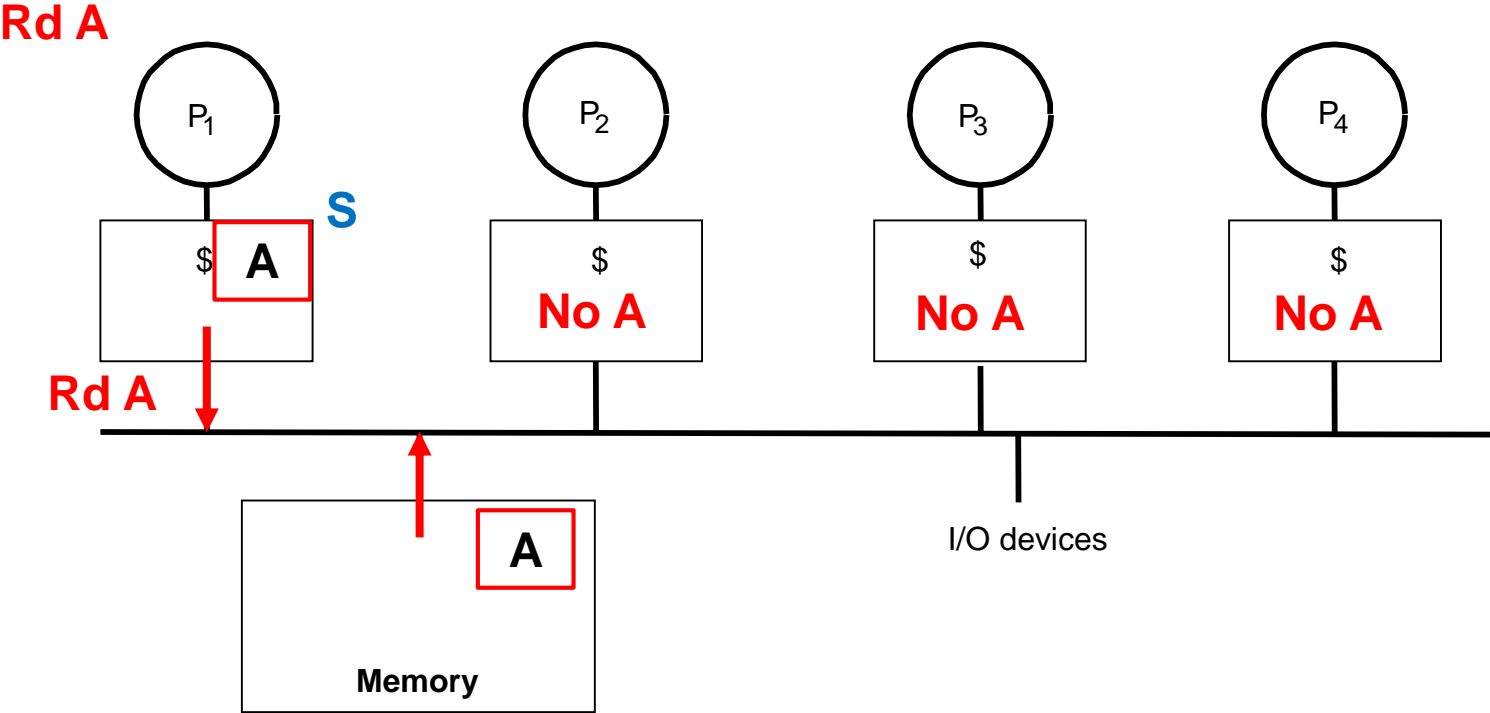 Rd A
P1
P2
P3
P4
S
$ A
$
$
$
No A
No A
No A
Rd A
A
I/O devices
Memory